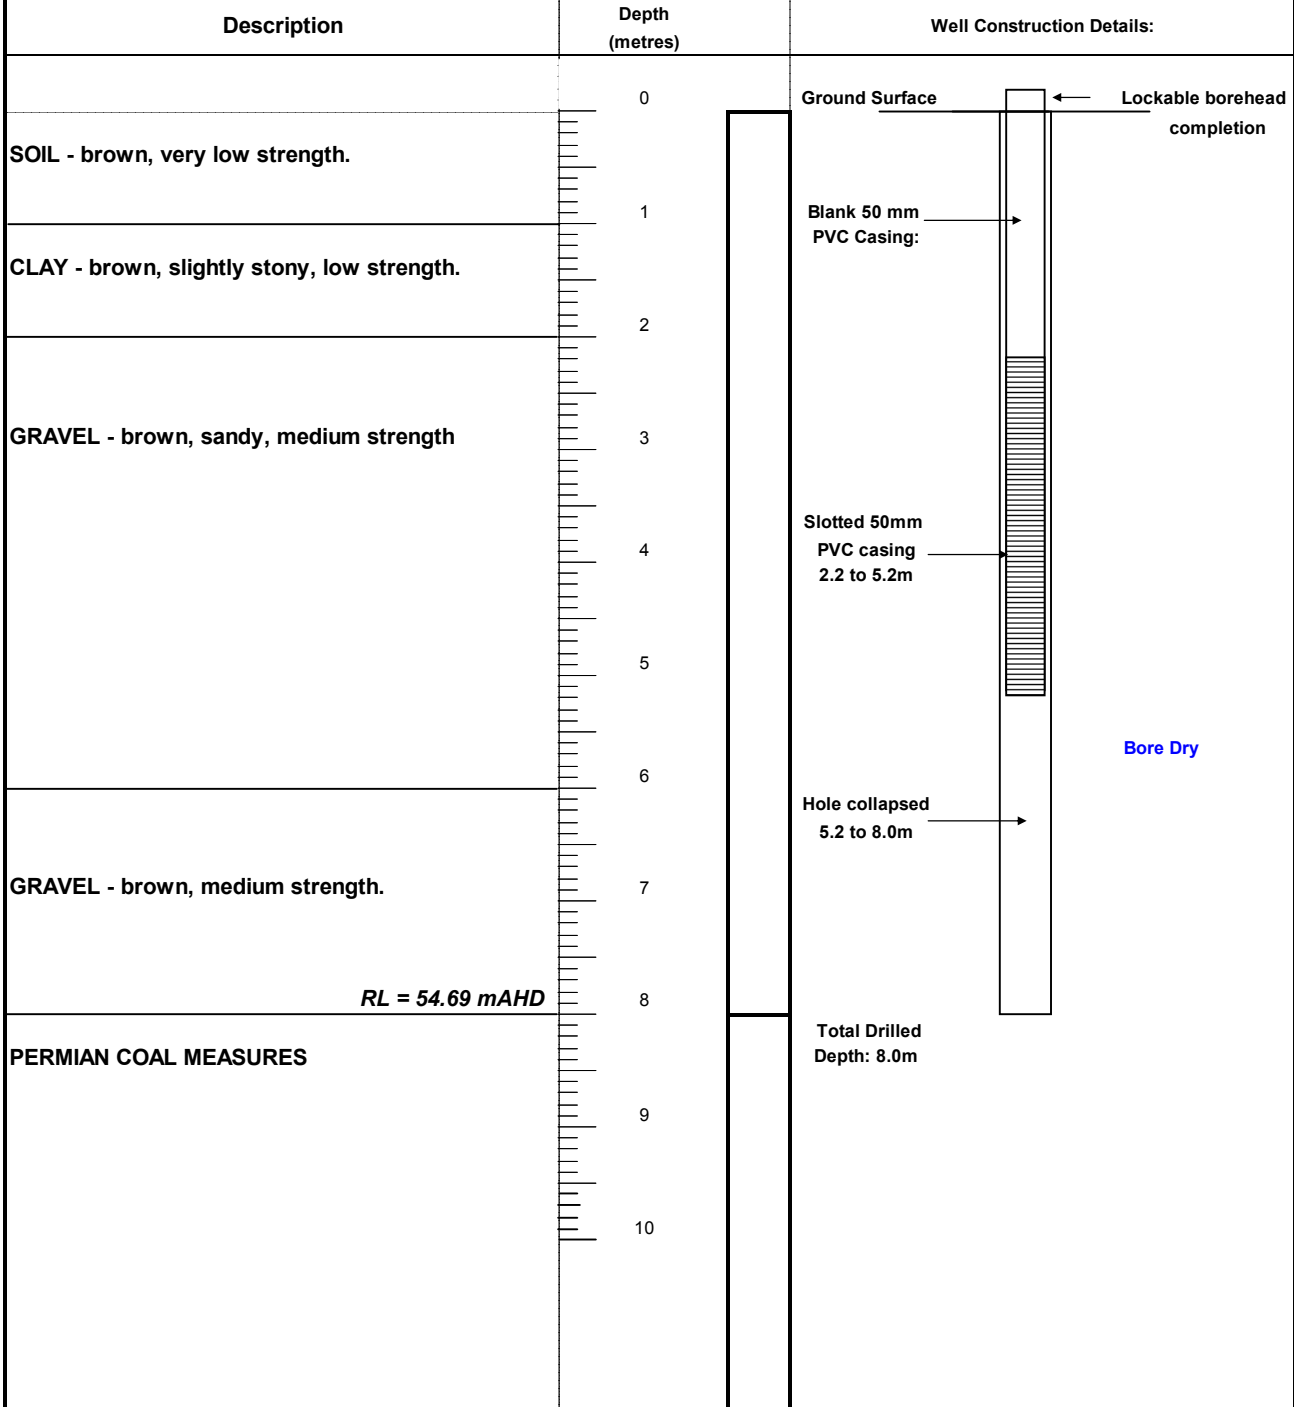 Description
Depth
(metres)
Well Construction Details:
0
Ground Surface
Lockable borehead
completion
SOIL - brown, very low strength.
1
Blank 50 mm
PVC Casing:
CLAY - brown, slightly stony, low strength.
2
GRAVEL - brown, sandy, medium strength
3
Slotted 50mm
4
PVC casing
2.2 to 5.2m
5
Bore Dry
6
Hole collapsed
5.2 to 8.0m
GRAVEL - brown, medium strength.
7
RL = 54.69 mAHD
8
Total Drilled
Depth: 8.0m
PERMIAN COAL MEASURES
9
10